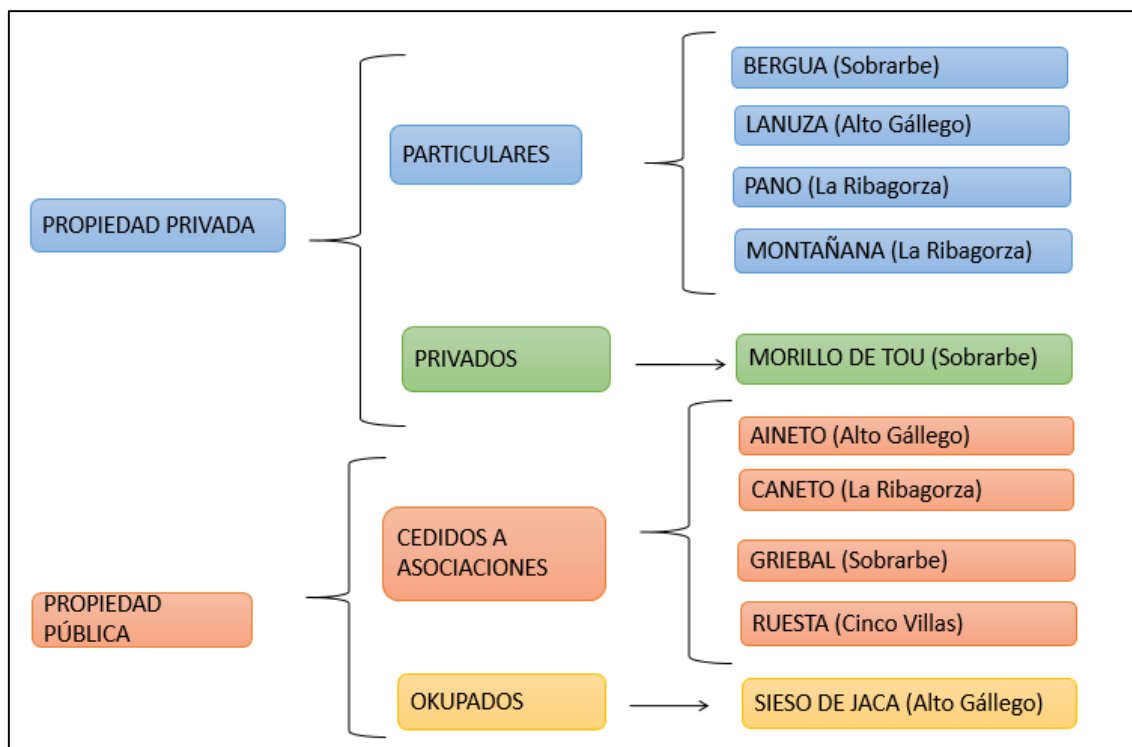 PROPIEDAD PRIVADA
PARTICULARES
BERGUA (Sobrarbe)
LANUZA (Alto Gállego)
PANO (La Ribagorza)
MONTAÑANA (La Ribagorza)
PRIVADOS
MORILLO DE TOU (Sobrarbe)
PROPIEDAD
PÚBLICA
CEDIDOS A
ASOCIACIONES
AINETO (Alto Gállego)
CANETO (La Ribagorza)
GRIEBAL (Sobrarbe)
RUESTA (Cinco Villas)
OKUPADOS
SIESO DE JACA (Alto Gállego)